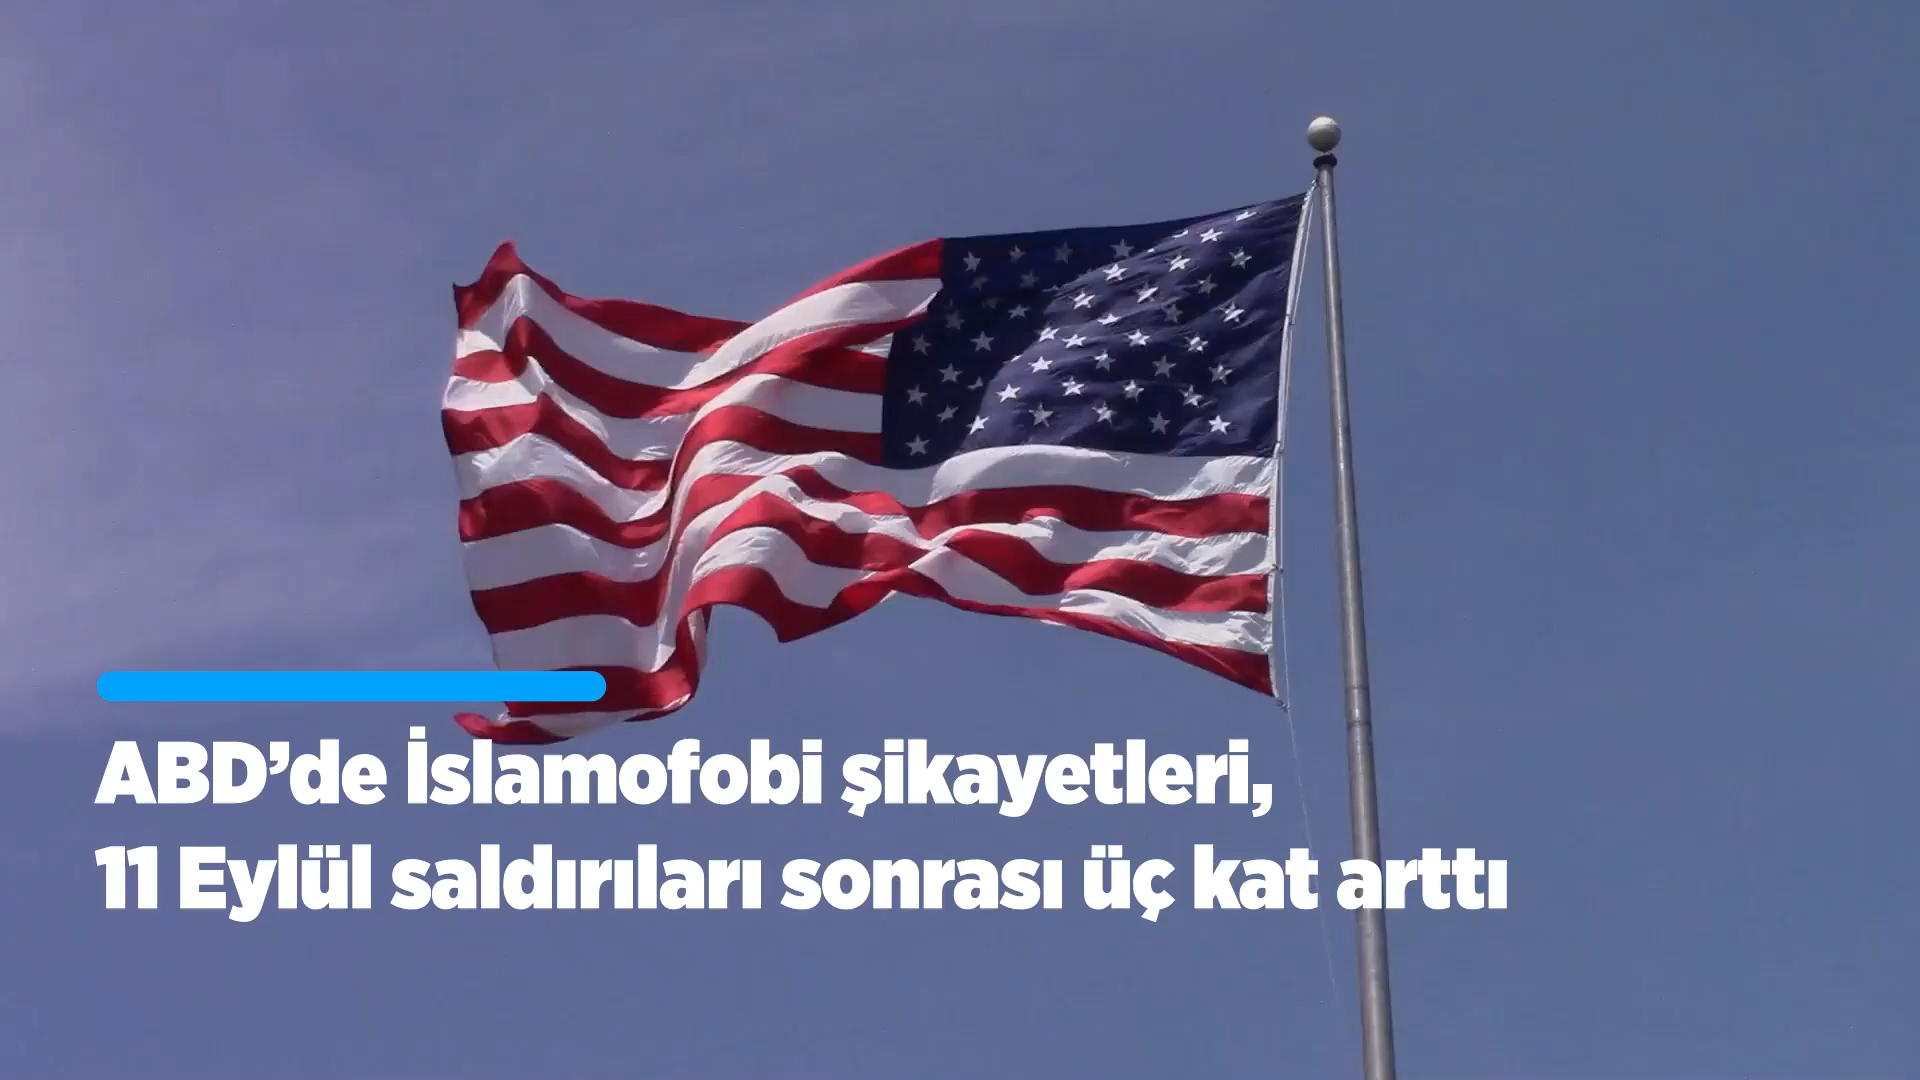 ABD’de İslamofobi şikayetleri,
11 Eylül saldırıları sonrası üç kat arttı